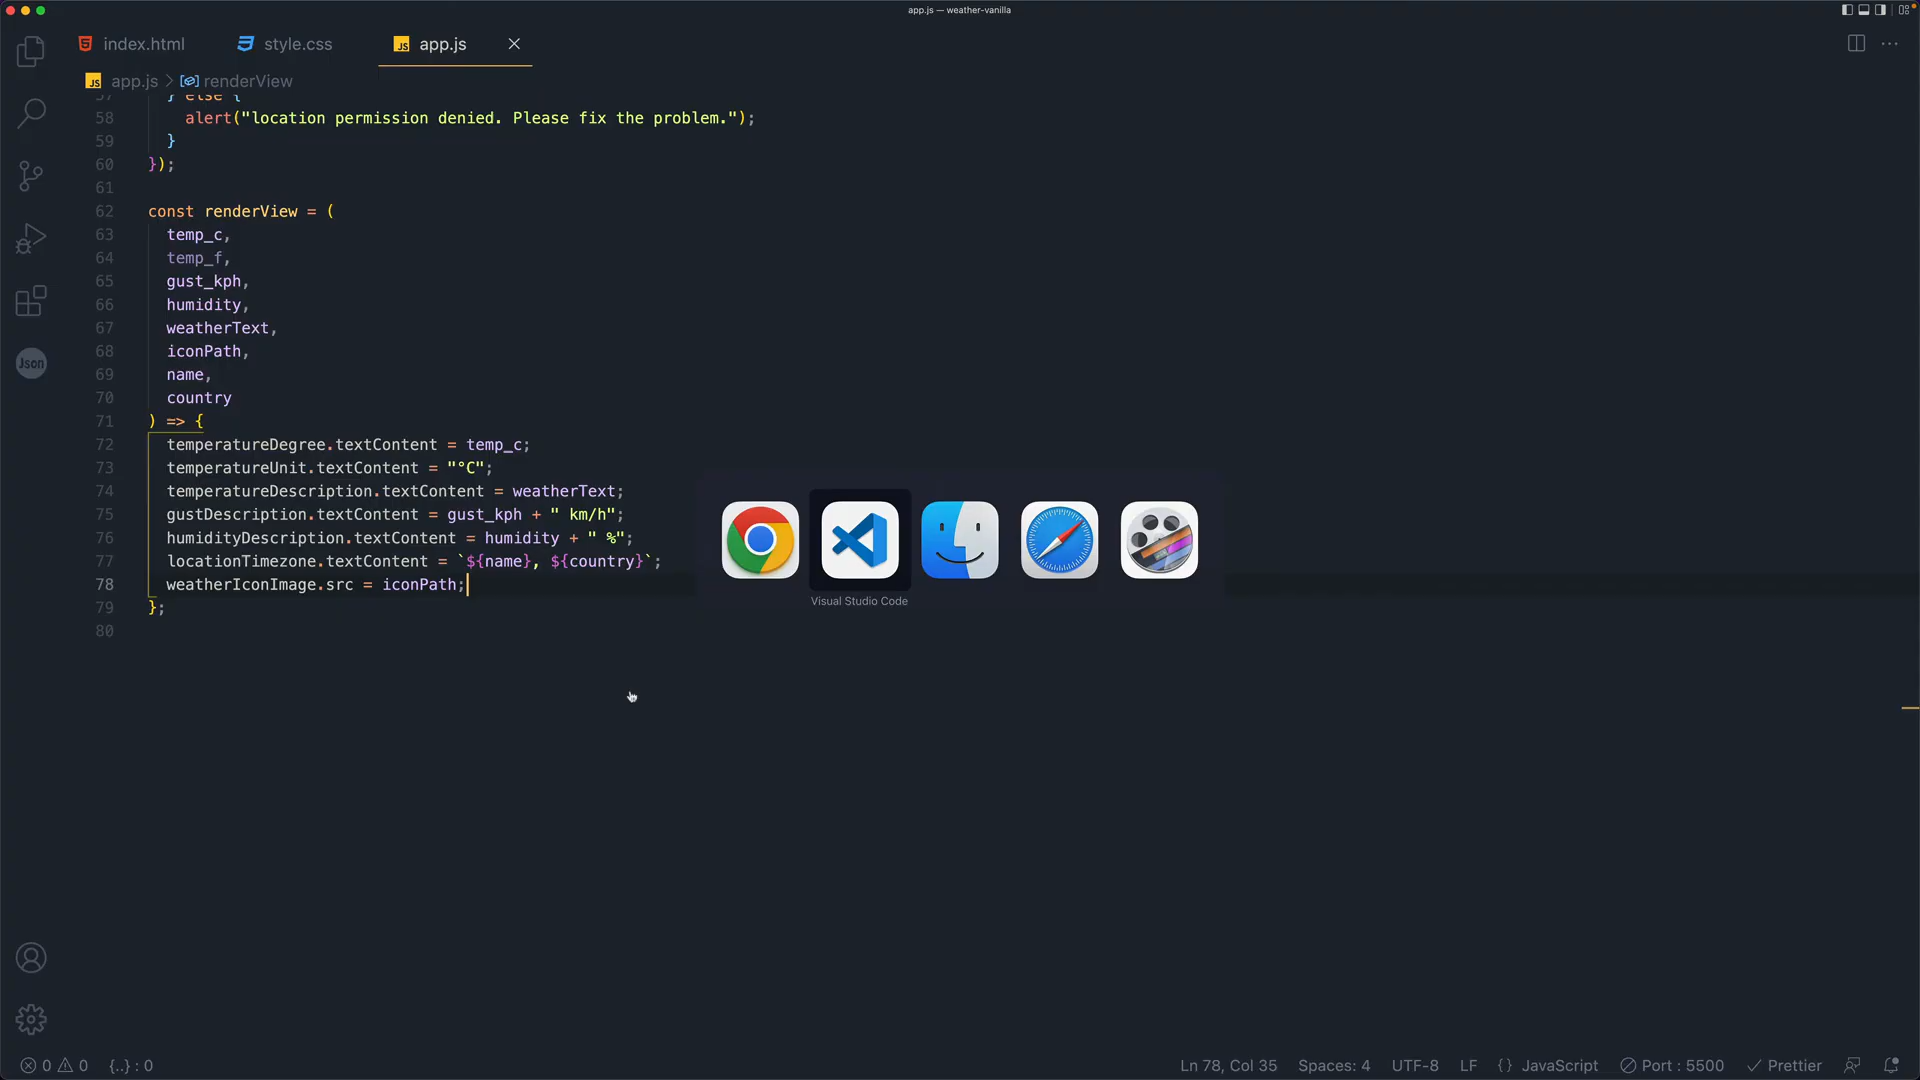 app.js — weather-vanilla
index.html
style.css
JS app.js
JS app.js > renderView
57 } else {
58 alert("location permission denied. Please fix the problem.");
59 }
60 });
61
62 const renderView = (
63 temp_c,
64 temp_f,
65 gust_kph,
66 humidity,
67 weatherText,
68 iconPath,
69 name,
70 country
71 ) => {
72 temperatureDegree.textContent = temp_c;
73 temperatureUnit.textContent = "°C";
74 temperatureDescription.textContent = weatherText;
75 gustDescription.textContent = gust_kph + " km/h";
76 humidityDescription.textContent = humidity + " %";
77 locationTimezone.textContent = `${name}, ${country}`;
78 weatherIconImage.src = iconPath;
79 };
80
Json
Visual Studio Code
0 0 {..} : 0
Ln 78, Col 35 Spaces: 4 UTF-8 LF {} JavaScript Port : 5500 Prettier